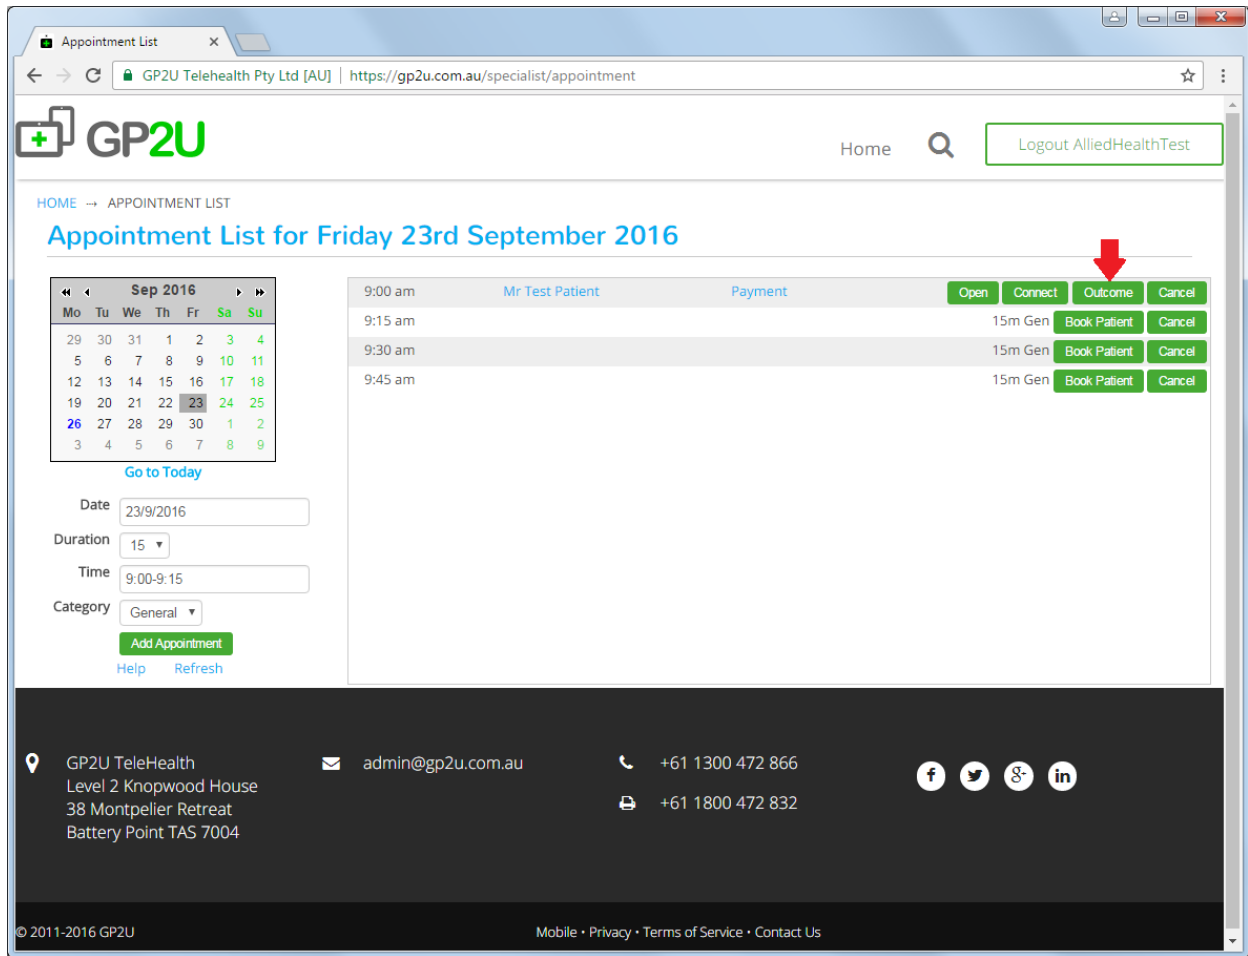 Appointment List
GP2U Telehealth Pty Ltd [AU] | https://gp2u.com.au/specialist/appointment
GP2U
Home
Logout AlliedHealthTest
HOME → APPOINTMENT LIST
Appointment List for Friday 23rd September 2016
Sep 2016
Mo Tu We Th Fr Sa Su
29 30 31 1 2 3 4
5 6 7 8 9 10 11
12 13 14 15 16 17 18
19 20 21 22 23 24 25
26 27 28 29 30 1 2
3 4 5 6 7 8 9
Go to Today
Date 23/9/2016
Duration 15
Time 9:00-9:15
Category General
Add Appointment
Help Refresh
9:00 am Mr Test Patient Payment Open Connect Outcome Cancel
9:15 am 15m Gen Book Patient Cancel
9:30 am 15m Gen Book Patient Cancel
9:45 am 15m Gen Book Patient Cancel
GP2U TeleHealth
Level 2 Knopwood House
38 Montpelier Retreat
Battery Point TAS 7004
admin@gp2u.com.au
+61 1300 472 866
+61 1800 472 832
f
g+
in
© 2011-2016 GP2U
Mobile • Privacy • Terms of Service • Contact Us